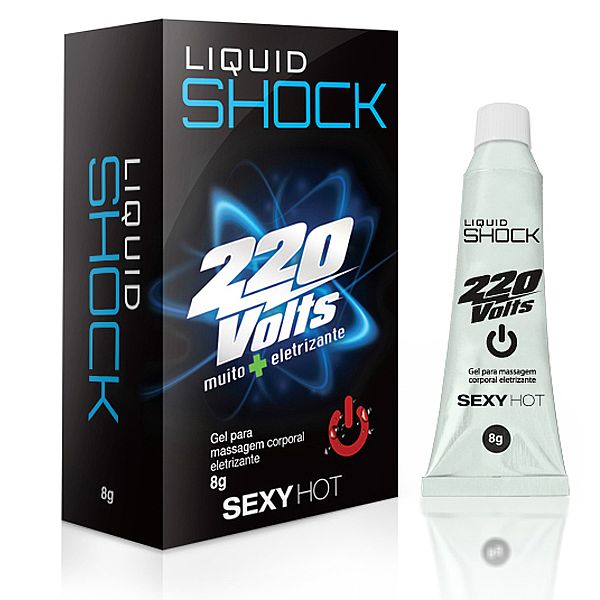 LIQUID
SHOCK
220
Volts
muito + eletrizante
Gel para
massagem corporal
eletrizante
8g
SEXY HOT
LIQUID
SHOCK
8g
LIQUID
SHOCK
220
Volts
Gel para massagem
corporal eletrizante
SEXY HOT
8g